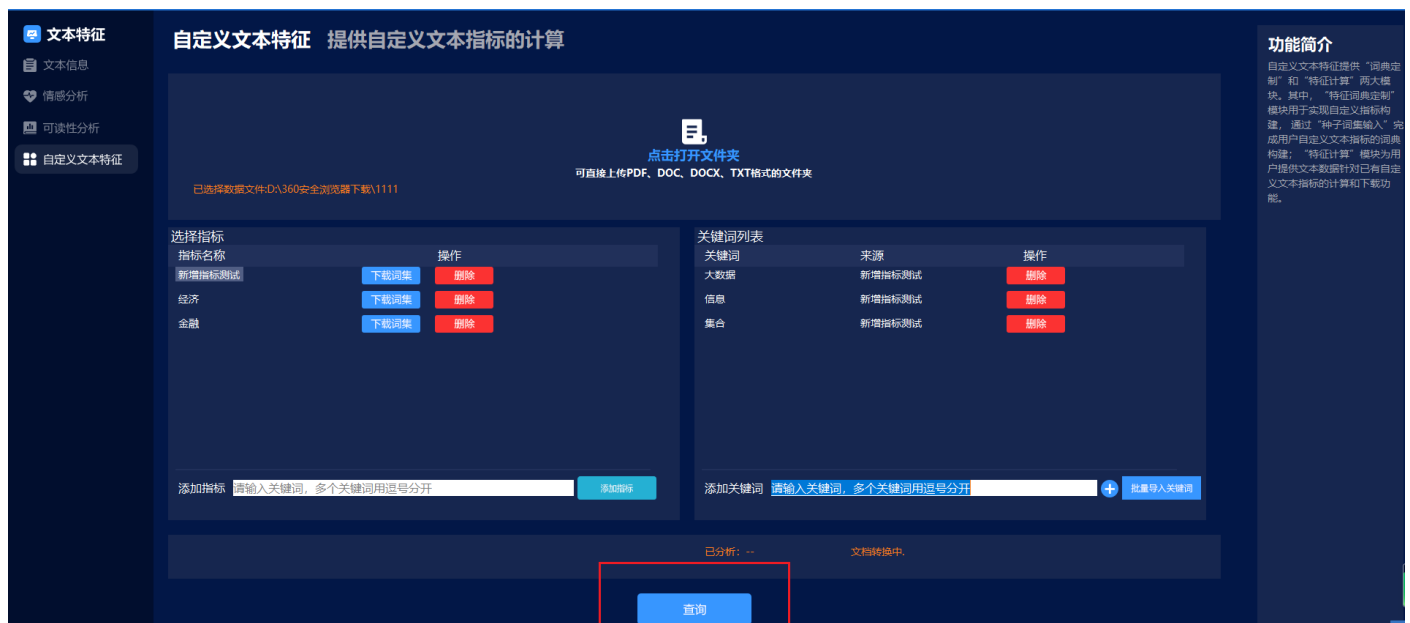 文本特征
文本信息
情感分析
可读性分析
自定义文本特征
自定义文本特征 提供自定义文本指标的计算
点击打开文件夹
可直接上传PDF、DOC、DOCX、TXT格式的文件夹
已选择数据文件:D:\360安全浏览器下载\1111
选择指标
指标名称 操作
新增指标测试 下载词集 删除
经济 下载词集 删除
金融 下载词集 删除
添加指标 请输入关键词，多个关键词用逗号分开 添加指标
关键词列表
关键词 来源 操作
大数据 新增指标测试 删除
信息 新增指标测试 删除
集合 新增指标测试 删除
添加关键词 请输入关键词，多个关键词用逗号分开 批量导入关键词
已分析： -- 文档转换中.
查询
功能简介
自定义文本特征提供“词典定
制”和“特征计算”两大模
块。其中，“特征词典定制”
模块用于实现自定义指标构
建，通过“种子词集输入”完
成用户自定义文本指标的词典
构建；“特征计算”模块为用
户提供文本数据针对已有自定
义文本指标的计算和下载功
能。